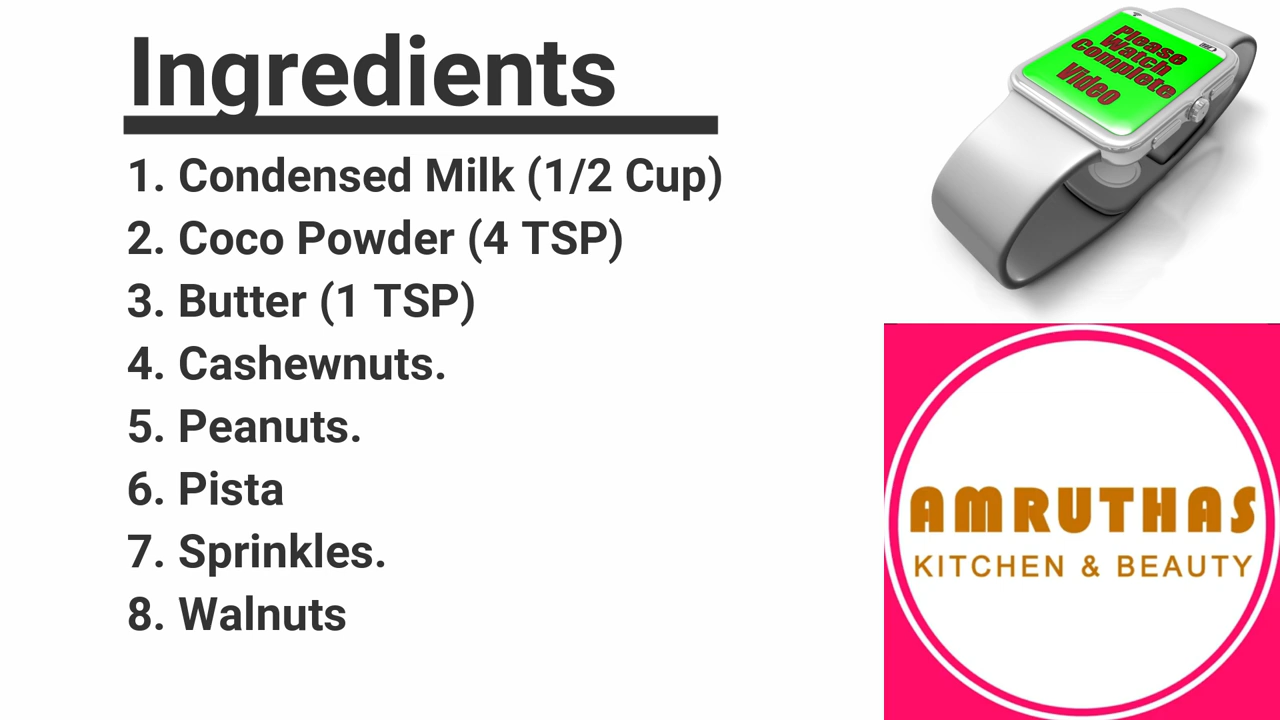 Ingredients
1. Condensed Milk (1/2 Cup)
2. Coco Powder (4 TSP)
3. Butter (1 TSP)
4. Cashewnuts.
5. Peanuts.
6. Pista
7. Sprinkles.
8. Walnuts
Please
Watch
Complete
Video
AMRUTHAS
KITCHEN & BEAUTY